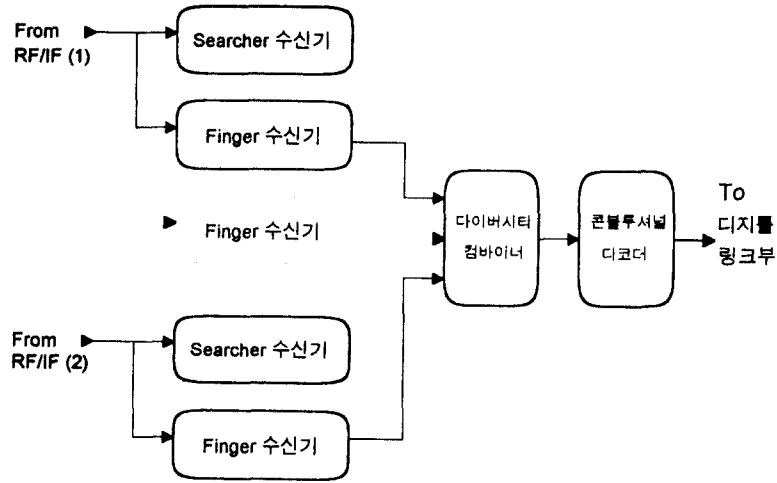 From
RF/IF (1)
Searcher 수신기
Finger 수신기
Finger 수신기
다이버시티
컴바이너
콘볼루셔널
디코더
To
디지틀
링크부
From
RF/IF (2)
Searcher 수신기
Finger 수신기